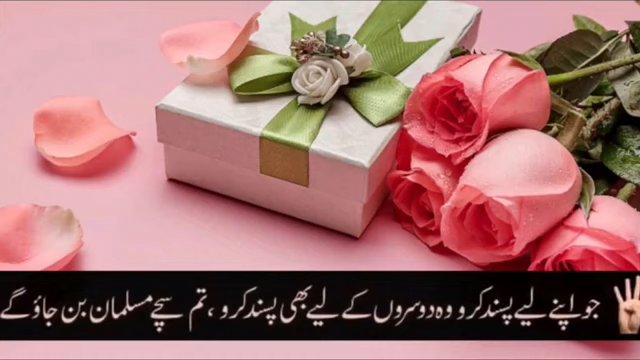 جو اپنے لیے پسند کرو وہ دوسروں کے لیے بھی پسند کرو ، تم سچے مسلمان بن جاؤ گے